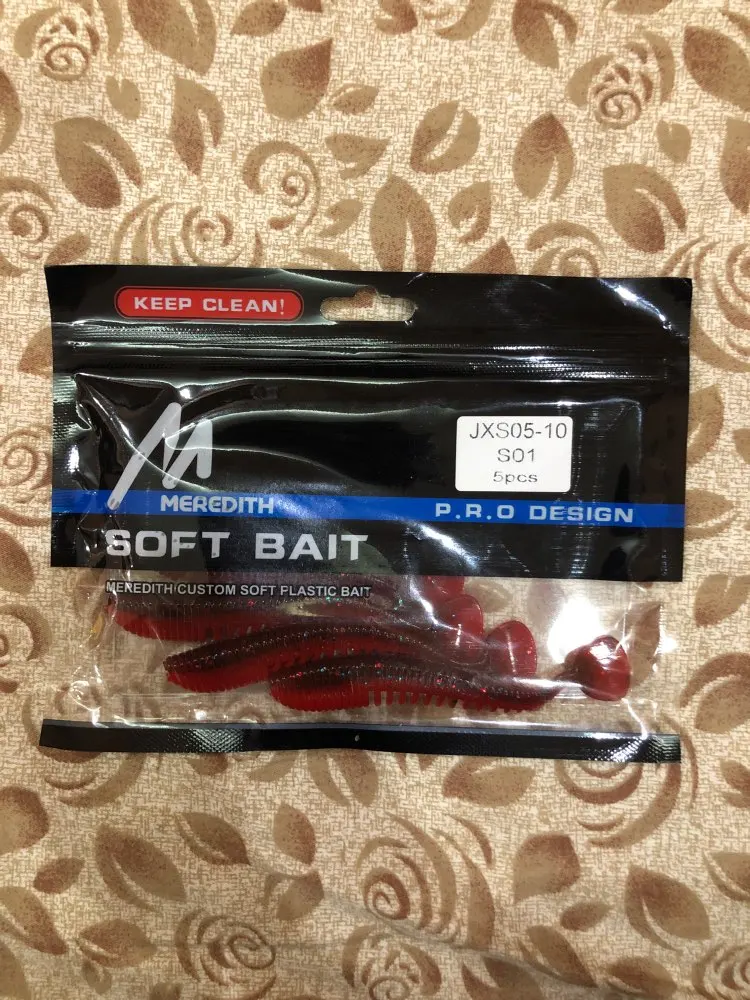 KEEP CLEAN!
JXS05-10
S01
5pcs
M
MEREDITH
P.R.O DESIGN
SOFT BAIT
MEREDITH CUSTOM SOFT PLASTIC BAIT